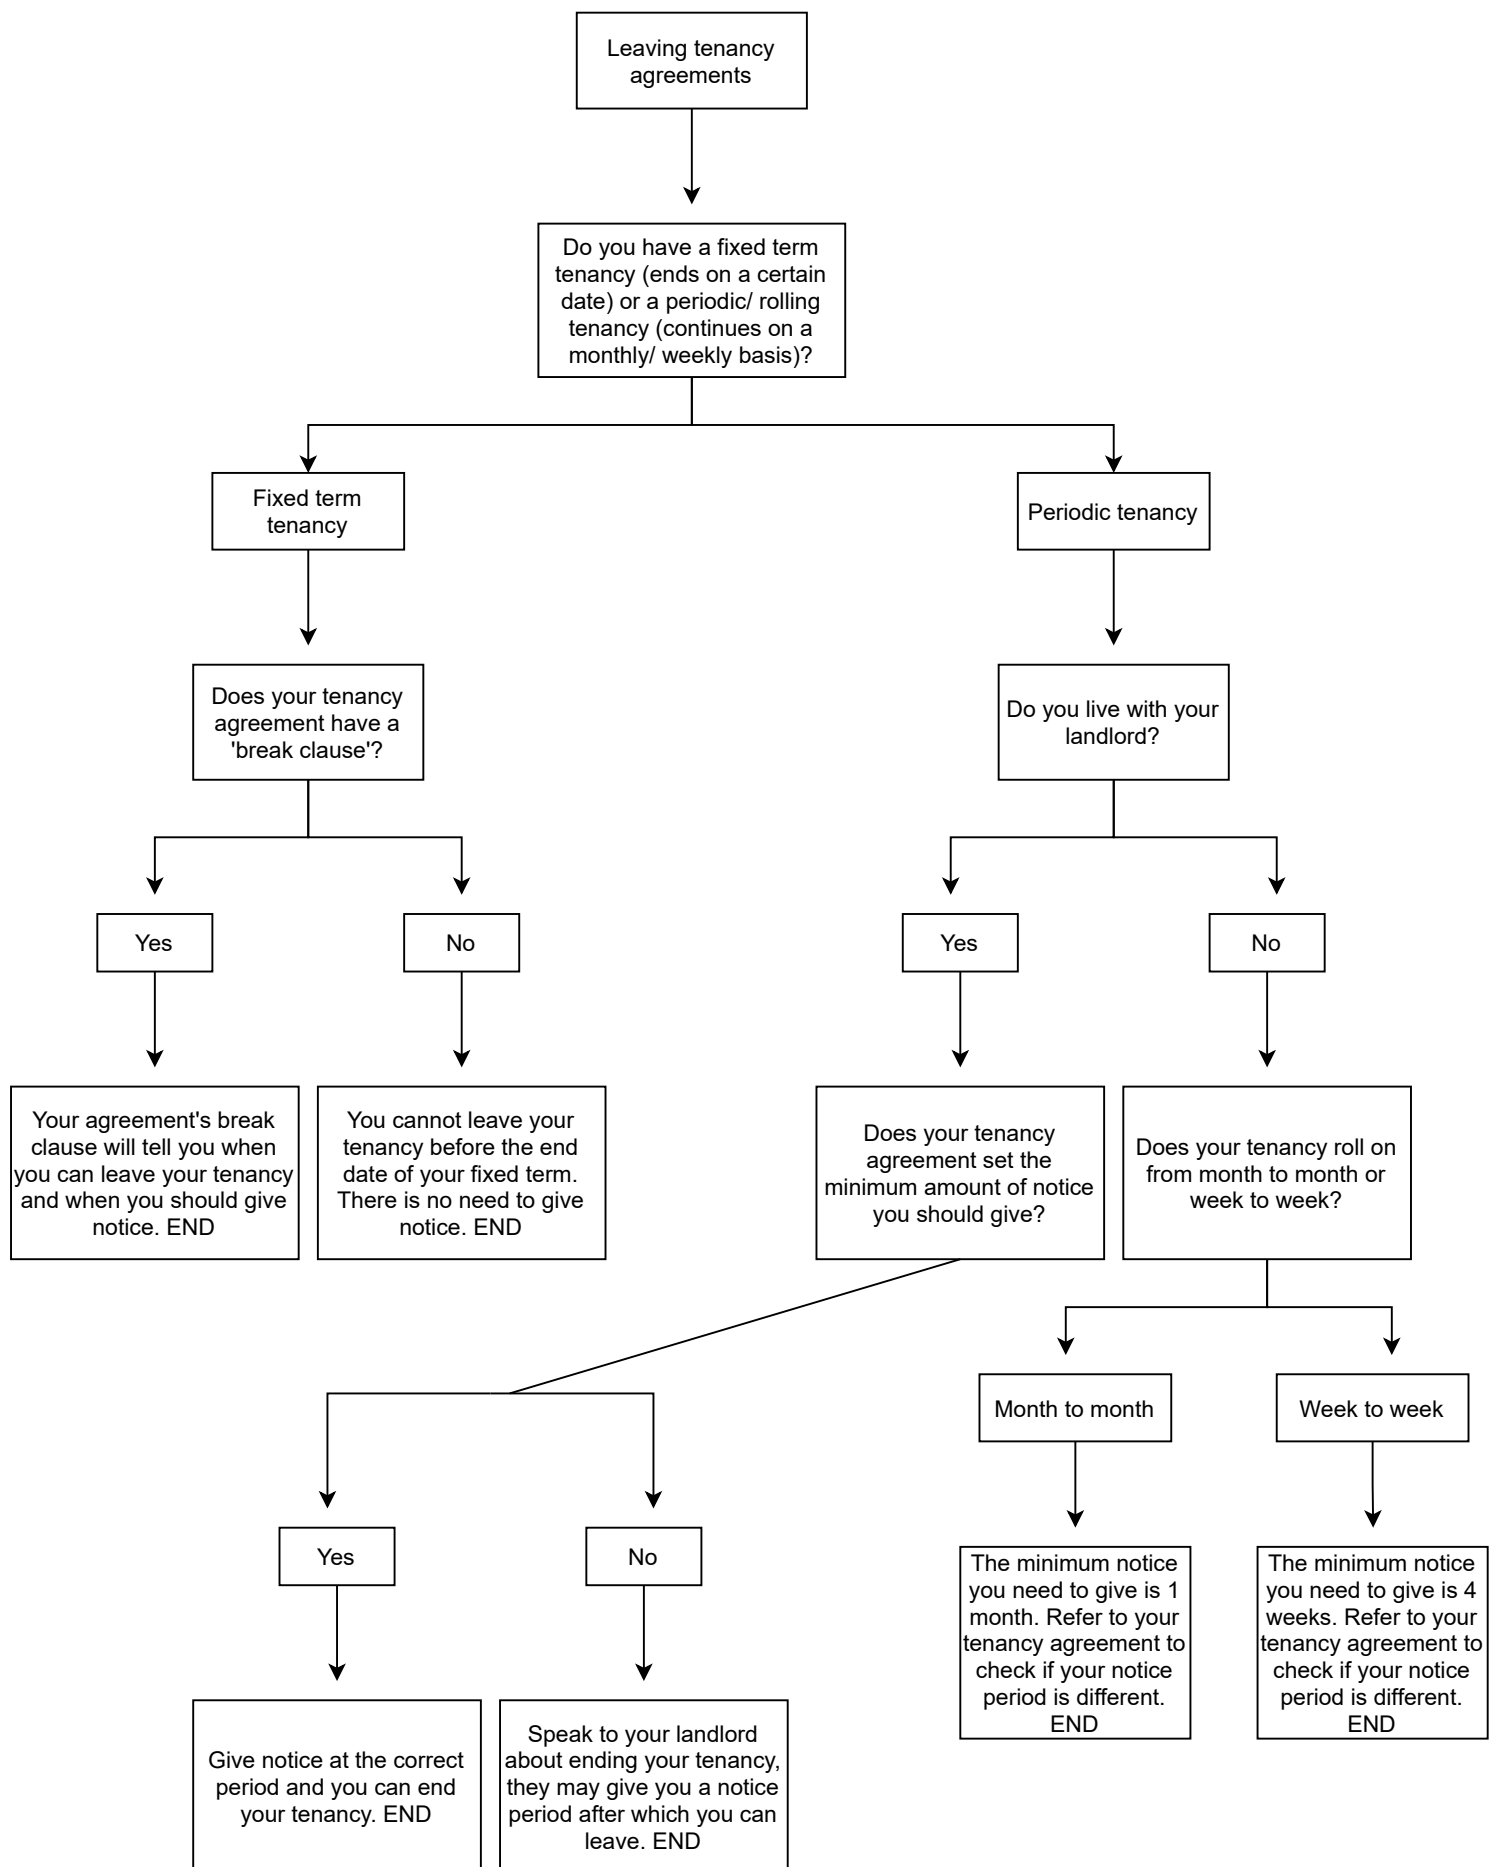 Leaving tenancy
agreements
Do you have a fixed term
tenancy (ends on a certain
date) or a periodic/ rolling
tenancy (continues on a
monthly/ weekly basis)?
Fixed term
tenancy
Periodic tenancy
Does your tenancy
agreement have a
'break clause'?
Do you live with your
landlord?
Yes
No
Yes
No
Your agreement's break
clause will tell you when
you can leave your tenancy
and when you should give
notice. END
You cannot leave your
tenancy before the end
date of your fixed term.
There is no need to give
notice. END
Does your tenancy
agreement set the
minimum amount of notice
you should give?
Does your tenancy roll on
from month to month or
week to week?
Month to month
Week to week
Yes
No
The minimum notice
you need to give is 1
month. Refer to your
tenancy agreement to
check if your notice
period is different.
END
The minimum notice
you need to give is 4
weeks. Refer to your
tenancy agreement to
check if your notice
period is different.
END
Give notice at the correct
period and you can end
your tenancy. END
Speak to your landlord
about ending your tenancy,
they may give you a notice
period after which you can
leave. END